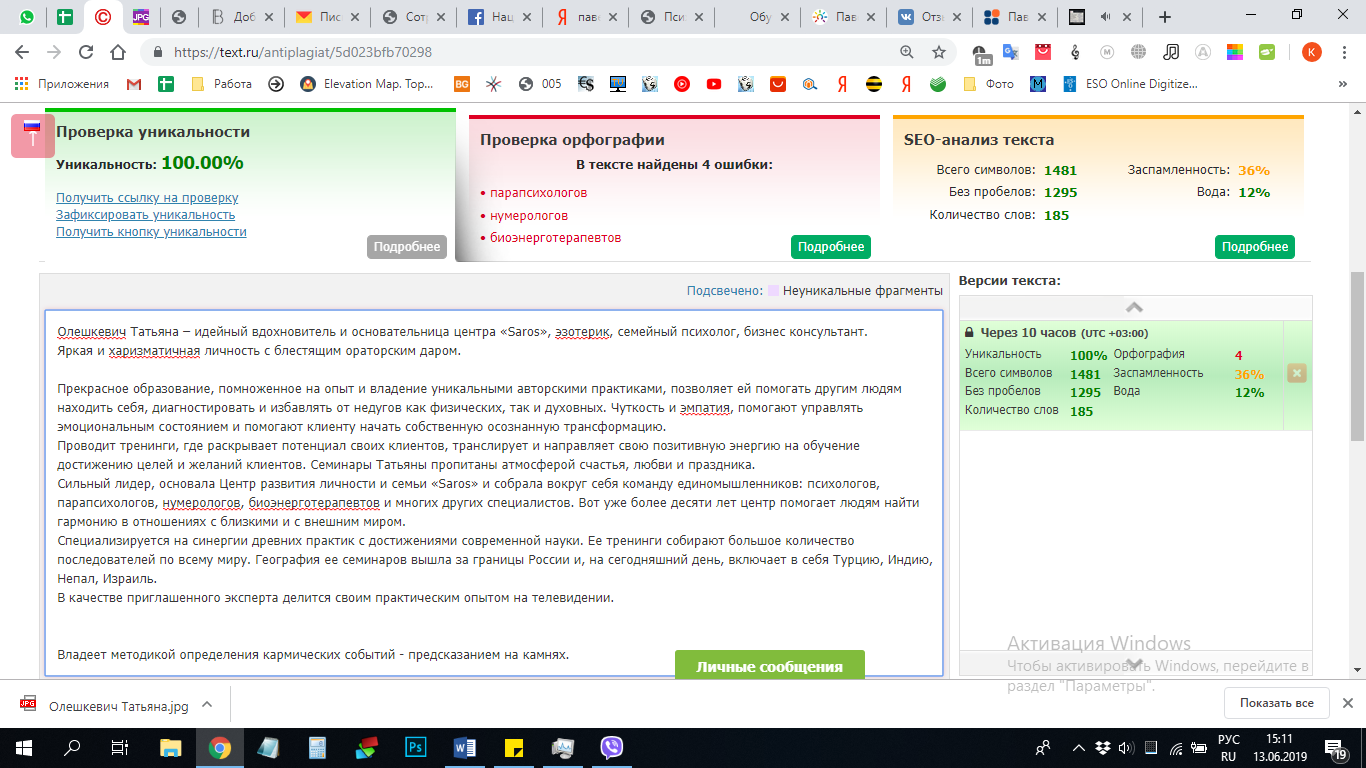 Доб
Пис
Сотр
Нац
пави
Пси
Обу
Пава
Отзы
Пав
https://text.ru/antiplagiat/5d023bfb70298
1m
К
Приложения
Работа
Elevation Map. Top...
BG
005
Фото
ESO Online Digitize...
»
Проверка уникальности
Уникальность: 100.00%
Получить ссылку на проверку
Зафиксировать уникальность
Получить кнопку уникальности
Подробнее
Проверка орфографии
В тексте найдены 4 ошибки:
• парапсихологов
• нумерологов
• биоэнерготерапевтов
Подробнее
SEO-анализ текста
Всего символов: 1481 Заспамленность: 36%
Без пробелов: 1295 Вода: 12%
Количество слов: 185
Подробнее
Подсвечено: Неуникальные фрагменты
Олешкевич Татьяна – идейный вдохновитель и основательница центра «Saros», эзотерик, семейный психолог, бизнес консультант.
Яркая и харизматичная личность с блестящим ораторским даром.
Прекрасное образование, помноженное на опыт и владение уникальными авторскими практиками, позволяет ей помогать другим людям
находить себя, диагностировать и избавлять от недугов как физических, так и духовных. Чуткость и эмпатия, помогают управлять
эмоциональным состоянием и помогают клиенту начать собственную осознанную трансформацию.
Проводит тренинги, где раскрывает потенциал своих клиентов, транслирует и направляет свою позитивную энергию на обучение
достижению целей и желаний клиентов. Семинары Татьяны пропитаны атмосферой счастья, любви и праздника.
Сильный лидер, основала Центр развития личности и семьи «Saros» и собрала вокруг себя команду единомышленников: психологов,
парапсихологов, нумерологов, биоэнерготерапевтов и многих других специалистов. Вот уже более десяти лет центр помогает людям найти
гармонию в отношениях с близкими и с внешним миром.
Специализируется на синергии древних практик с достижениями современной науки. Ее тренинги собирают большое количество
последователей по всему миру. География ее семинаров вышла за границы России и, на сегодняшний день, включает в себя Турцию, Индию,
Непал, Израиль.
В качестве приглашенного эксперта делится своим практическим опытом на телевидении.
Владеет методикой определения кармических событий - предсказанием на камнях.
Личные сообщения
Версии текста:
Через 10 часов (UTC +03:00)
Уникальность 100% Орфография 4
Всего символов 1481 Заспамленность 36%
Без пробелов 1295 Вода 12%
Количество слов 185
Активация Windows
Чтобы активировать Windows, перейдите в
раздел "Параметры".
Олешкевич Татьяна.jpg
Показать все
РУС
RU
15:11
13.06.2019
19